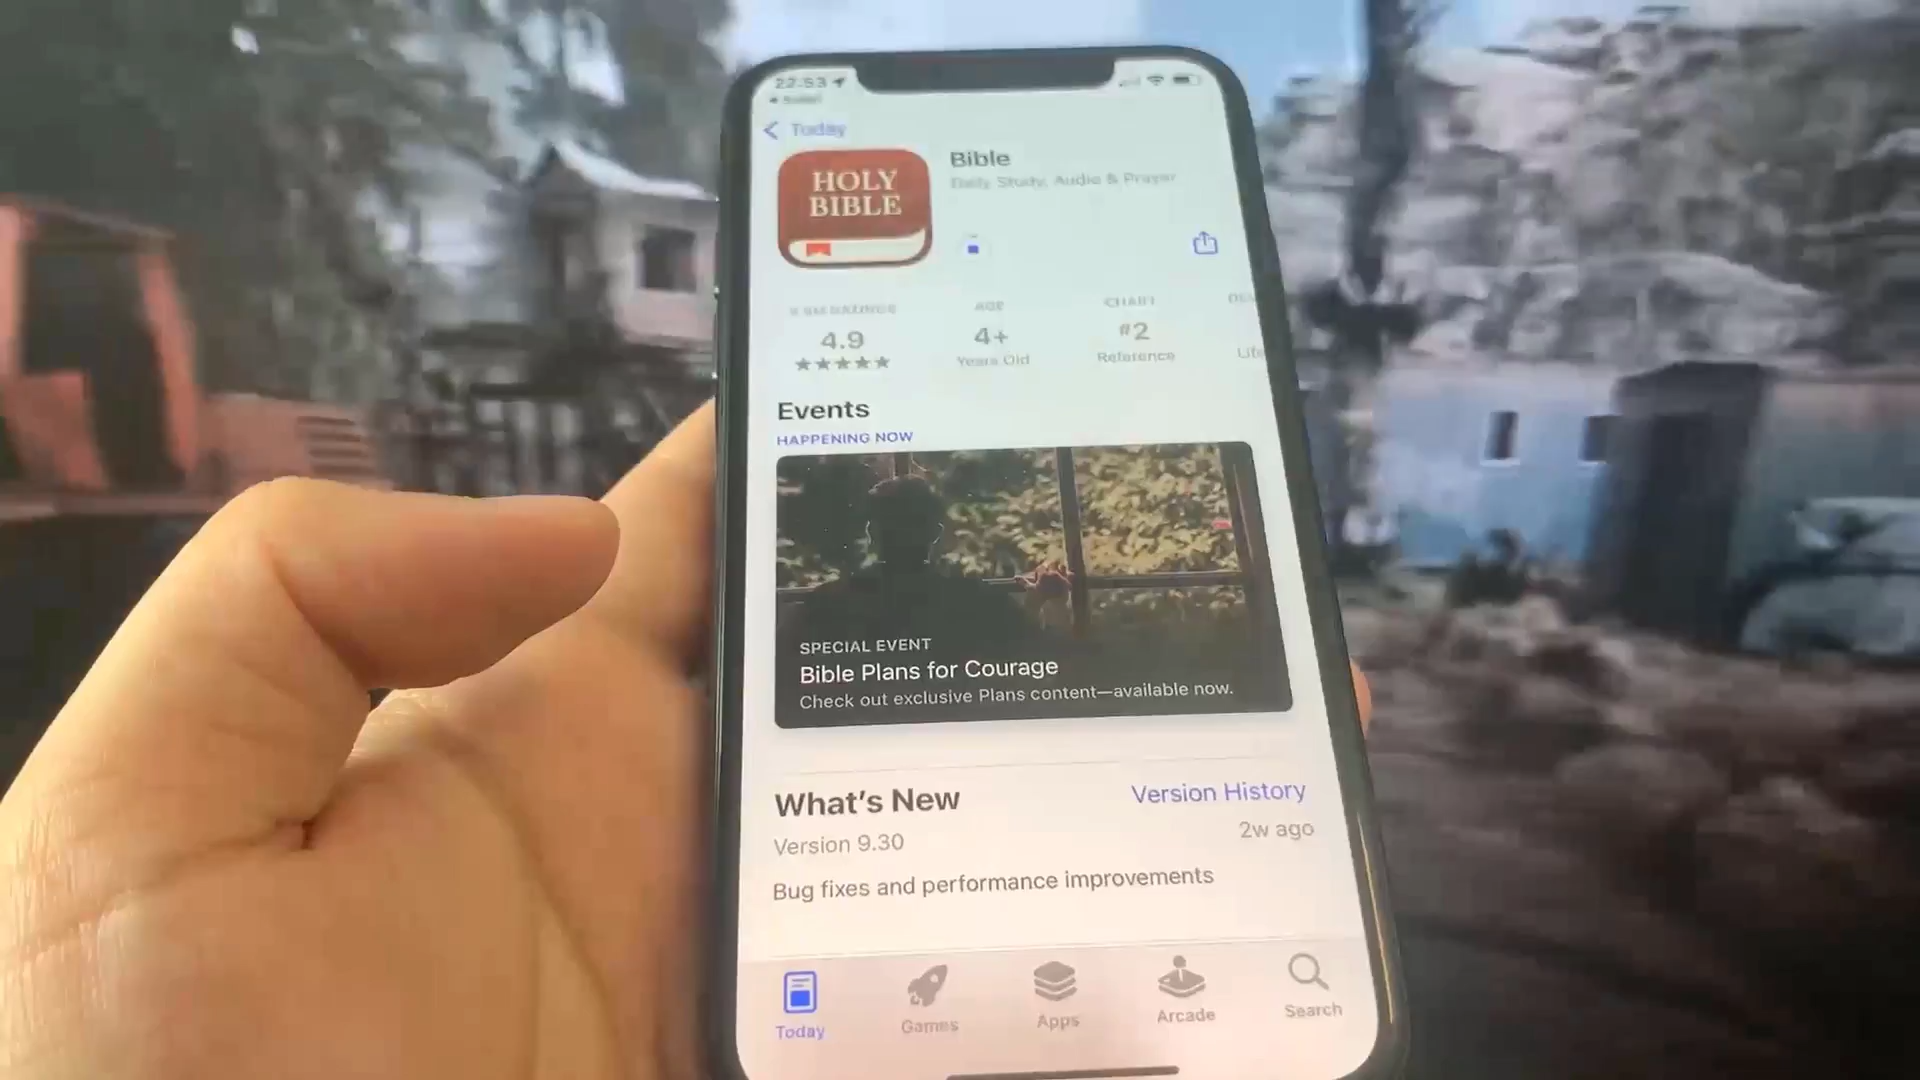 22:53
Today
HOLY
BIBLE
Bible
Daily Study, Audio & Prayer
AGE
CHART
4.9
4+
#2
Years Old
Reference
Events
HAPPENING NOW
SPECIAL EVENT
Bible Plans for Courage
Check out exclusive Plans content—available now.
What's New
Version History
Version 9.30
2w ago
Bug fixes and performance improvements
Today
Games
Apps
Arcade
Search